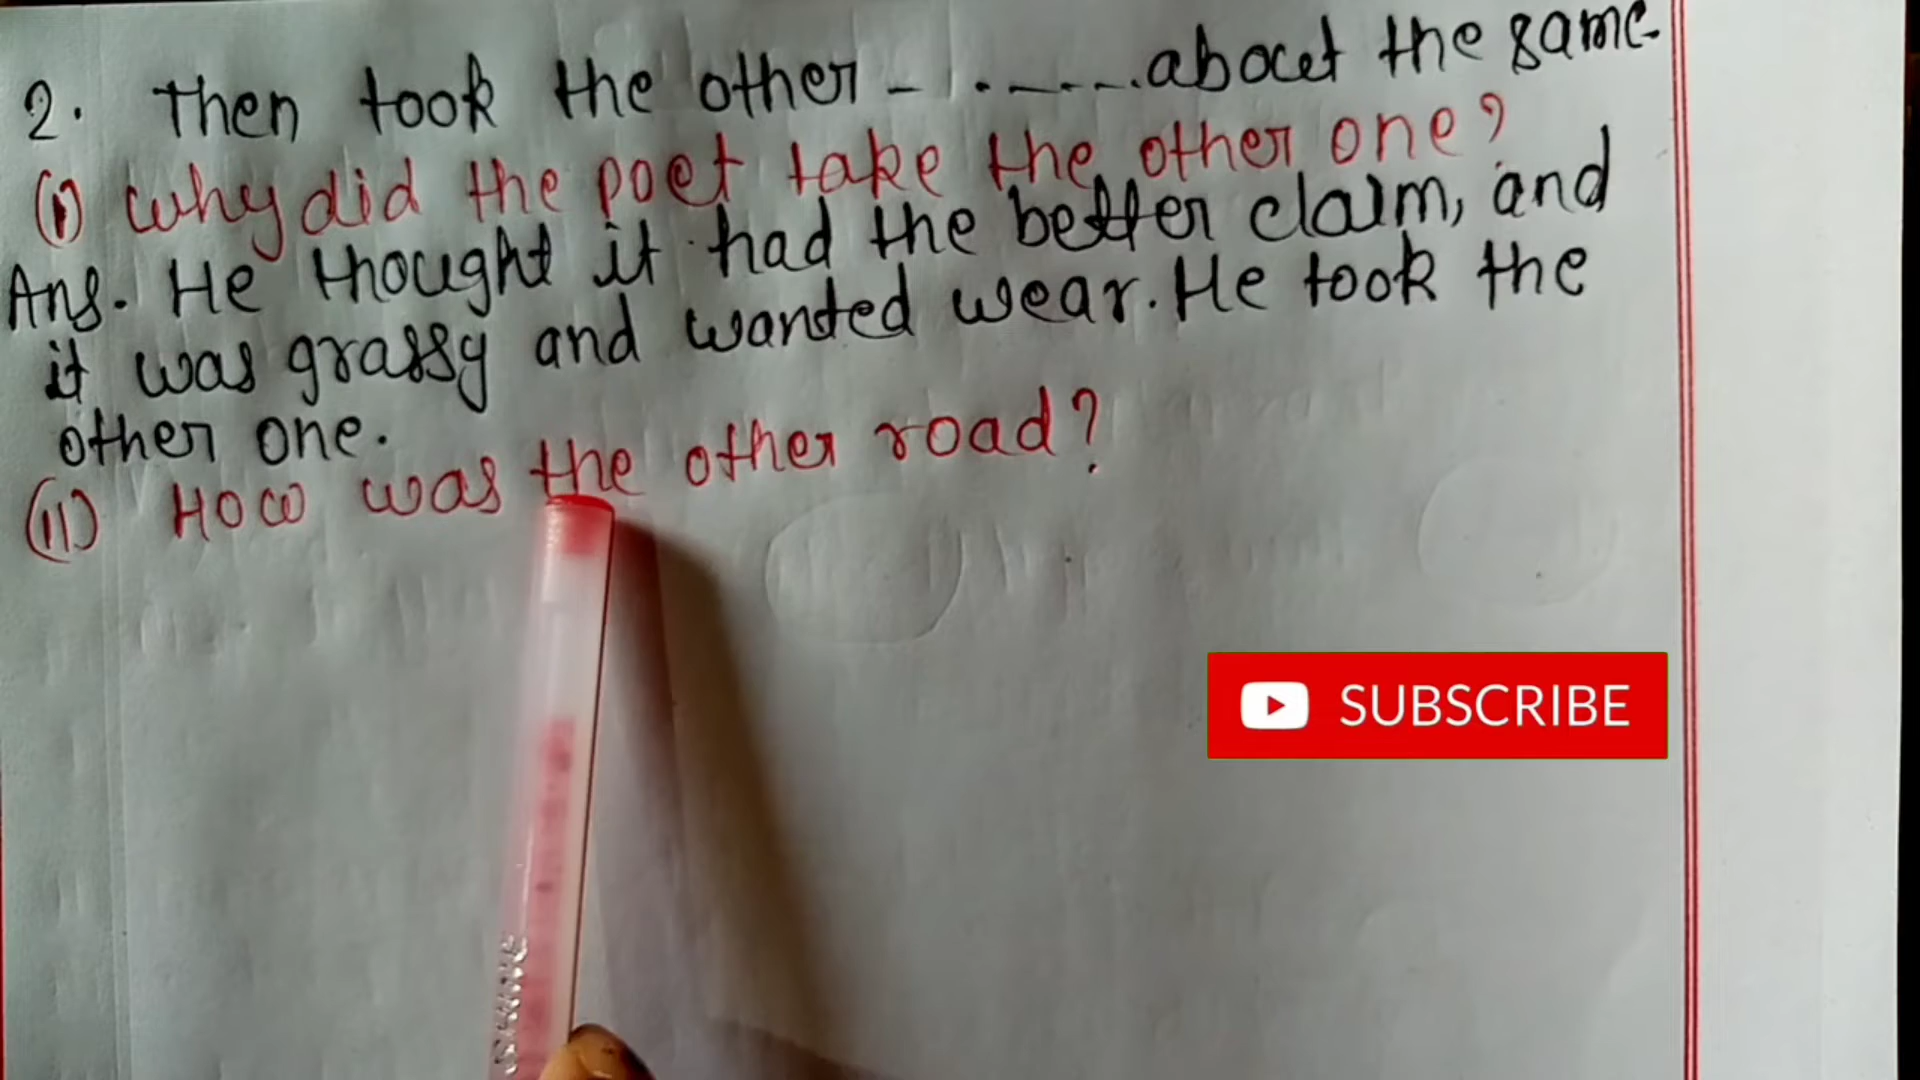 2. Then took the other - . - - - - . about the same.
(i) Why did the poet take the other one?
Ans. He thought it had the better claim, and
it was grassy and wanted wear. He took the
other one.
(ii) How was the other road?
SUBSCRIBE